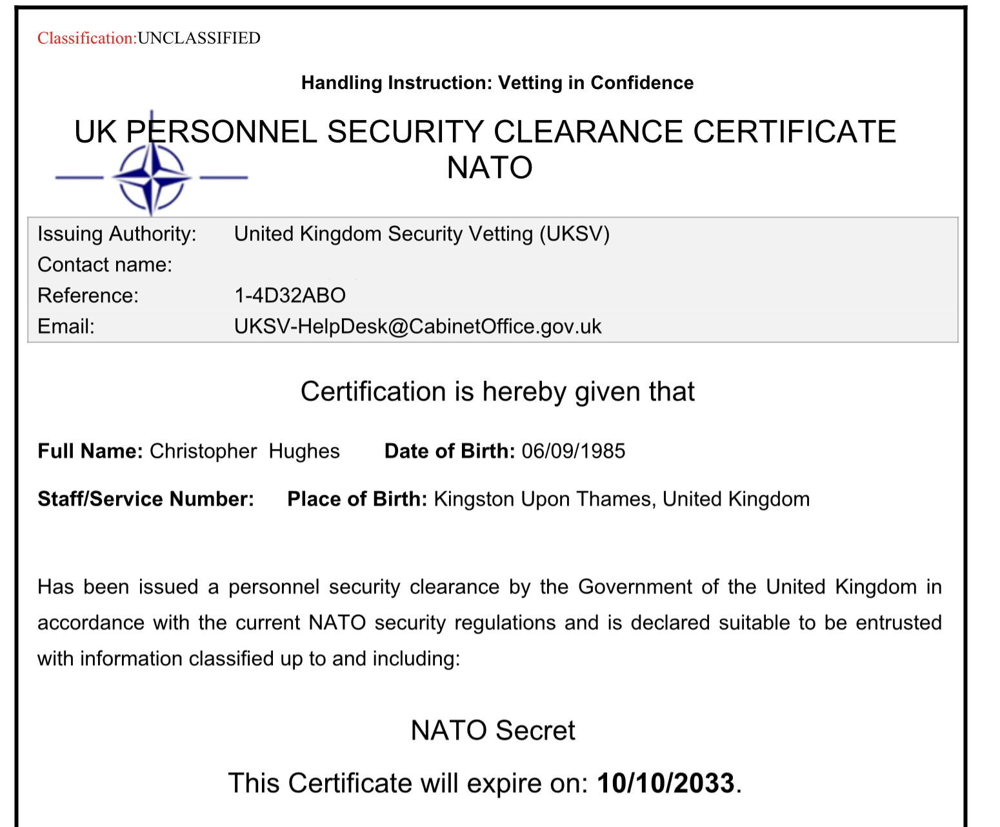 Classification:UNCLASSIFIED
Handling Instruction: Vetting in Confidence
UK PERSONNEL SECURITY CLEARANCE CERTIFICATE
NATO
Issuing Authority: United Kingdom Security Vetting (UKSV)
Contact name:
Reference: 1-4D32ABO
Email: UKSV-HelpDesk@CabinetOffice.gov.uk
Certification is hereby given that
Full Name: Christopher Hughes Date of Birth: 06/09/1985
Staff/Service Number: Place of Birth: Kingston Upon Thames, United Kingdom
Has been issued a personnel security clearance by the Government of the United Kingdom in
accordance with the current NATO security regulations and is declared suitable to be entrusted
with information classified up to and including:
NATO Secret
This Certificate will expire on: 10/10/2033.